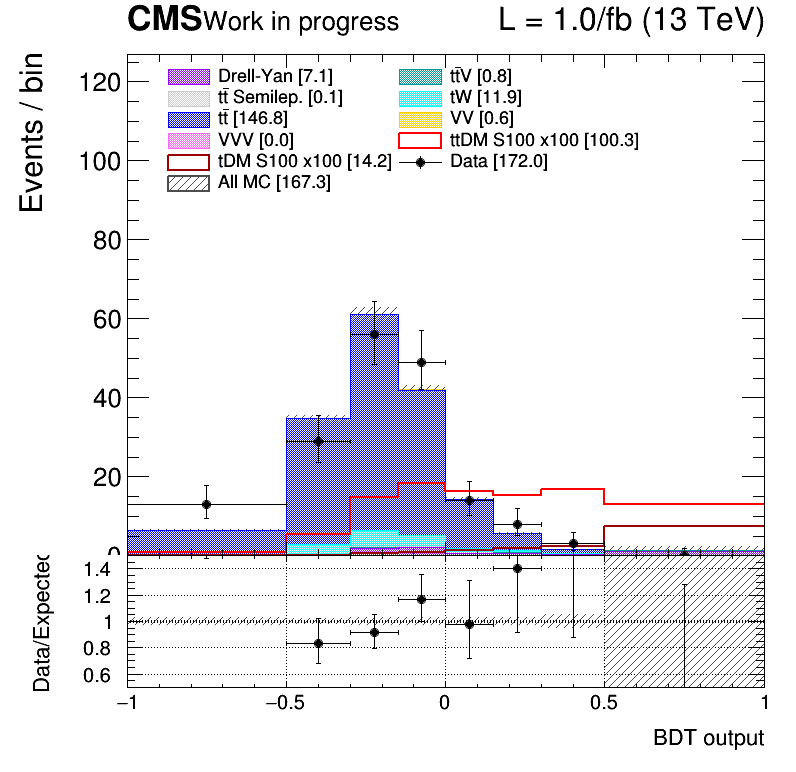 CMS Work in progress L = 1.0/fb (13 TeV)
Events / bin
120
100
80
60
40
20
0
Drell-Yan [7.1] tt̄V [0.8]
tt̄ Semilep. [0.1] tW [11.9]
tt̄ [146.8] VV [0.6]
VVV [0.0] ttDM S100 x100 [100.3]
tDM S100 x100 [14.2] Data [172.0]
All MC [167.3]
Data/Expected
1.4
1.2
1
0.8
0.6
−1 −0.5 0 0.5 1
BDT output